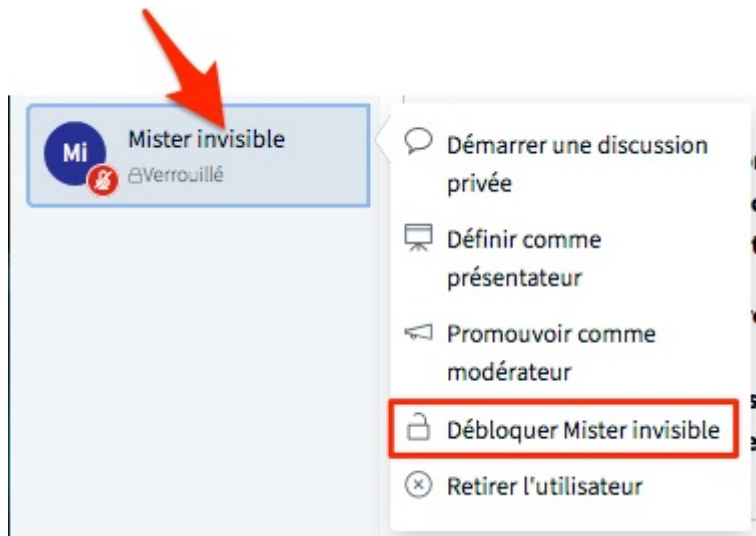 Mi
Mister invisible
Verrouillé
Démarrer une discussion
privée
Définir comme
présentateur
Promouvoir comme
modérateur
Débloquer Mister invisible
Retirer l'utilisateur